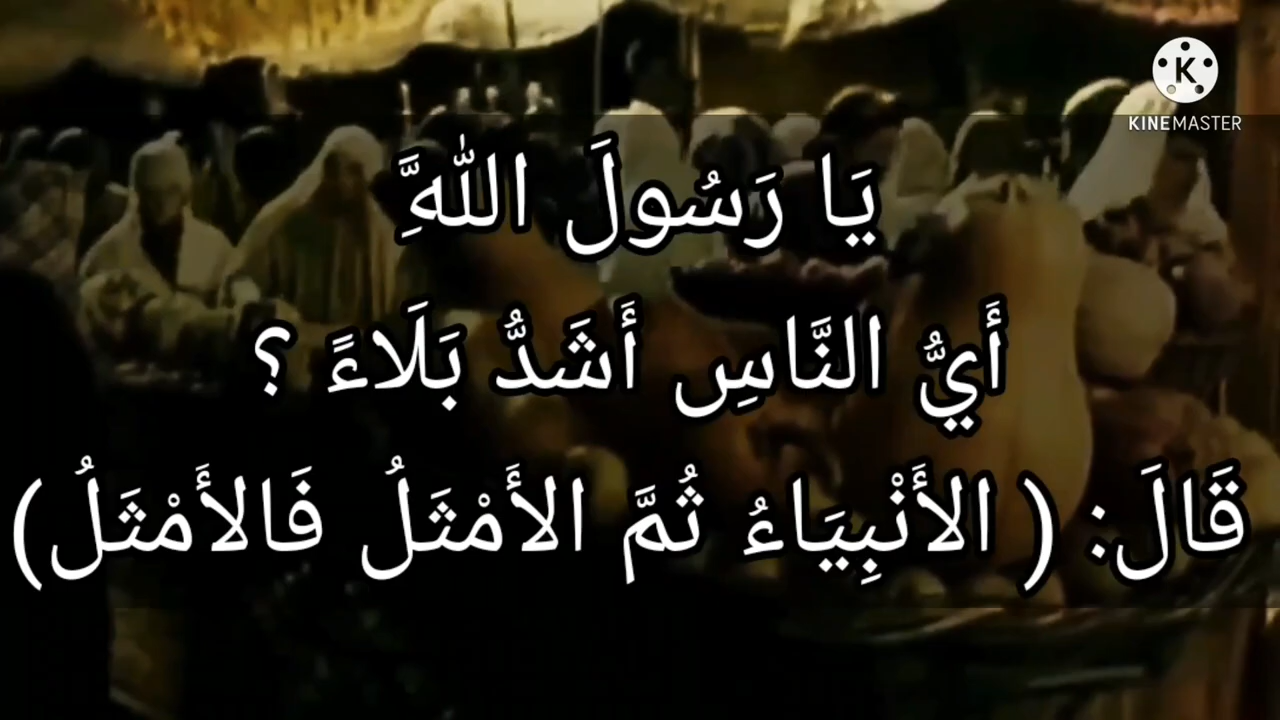 KINEMASTER
يَا رَسُولَ اللَّهِ
أَيُّ النَّاسِ أَشَدُّ بَلَاءً ؟
قَالَ: ( الأَنْبِيَاءُ ثُمَّ الأَمْثَلُ فَالأَمْثَلُ)